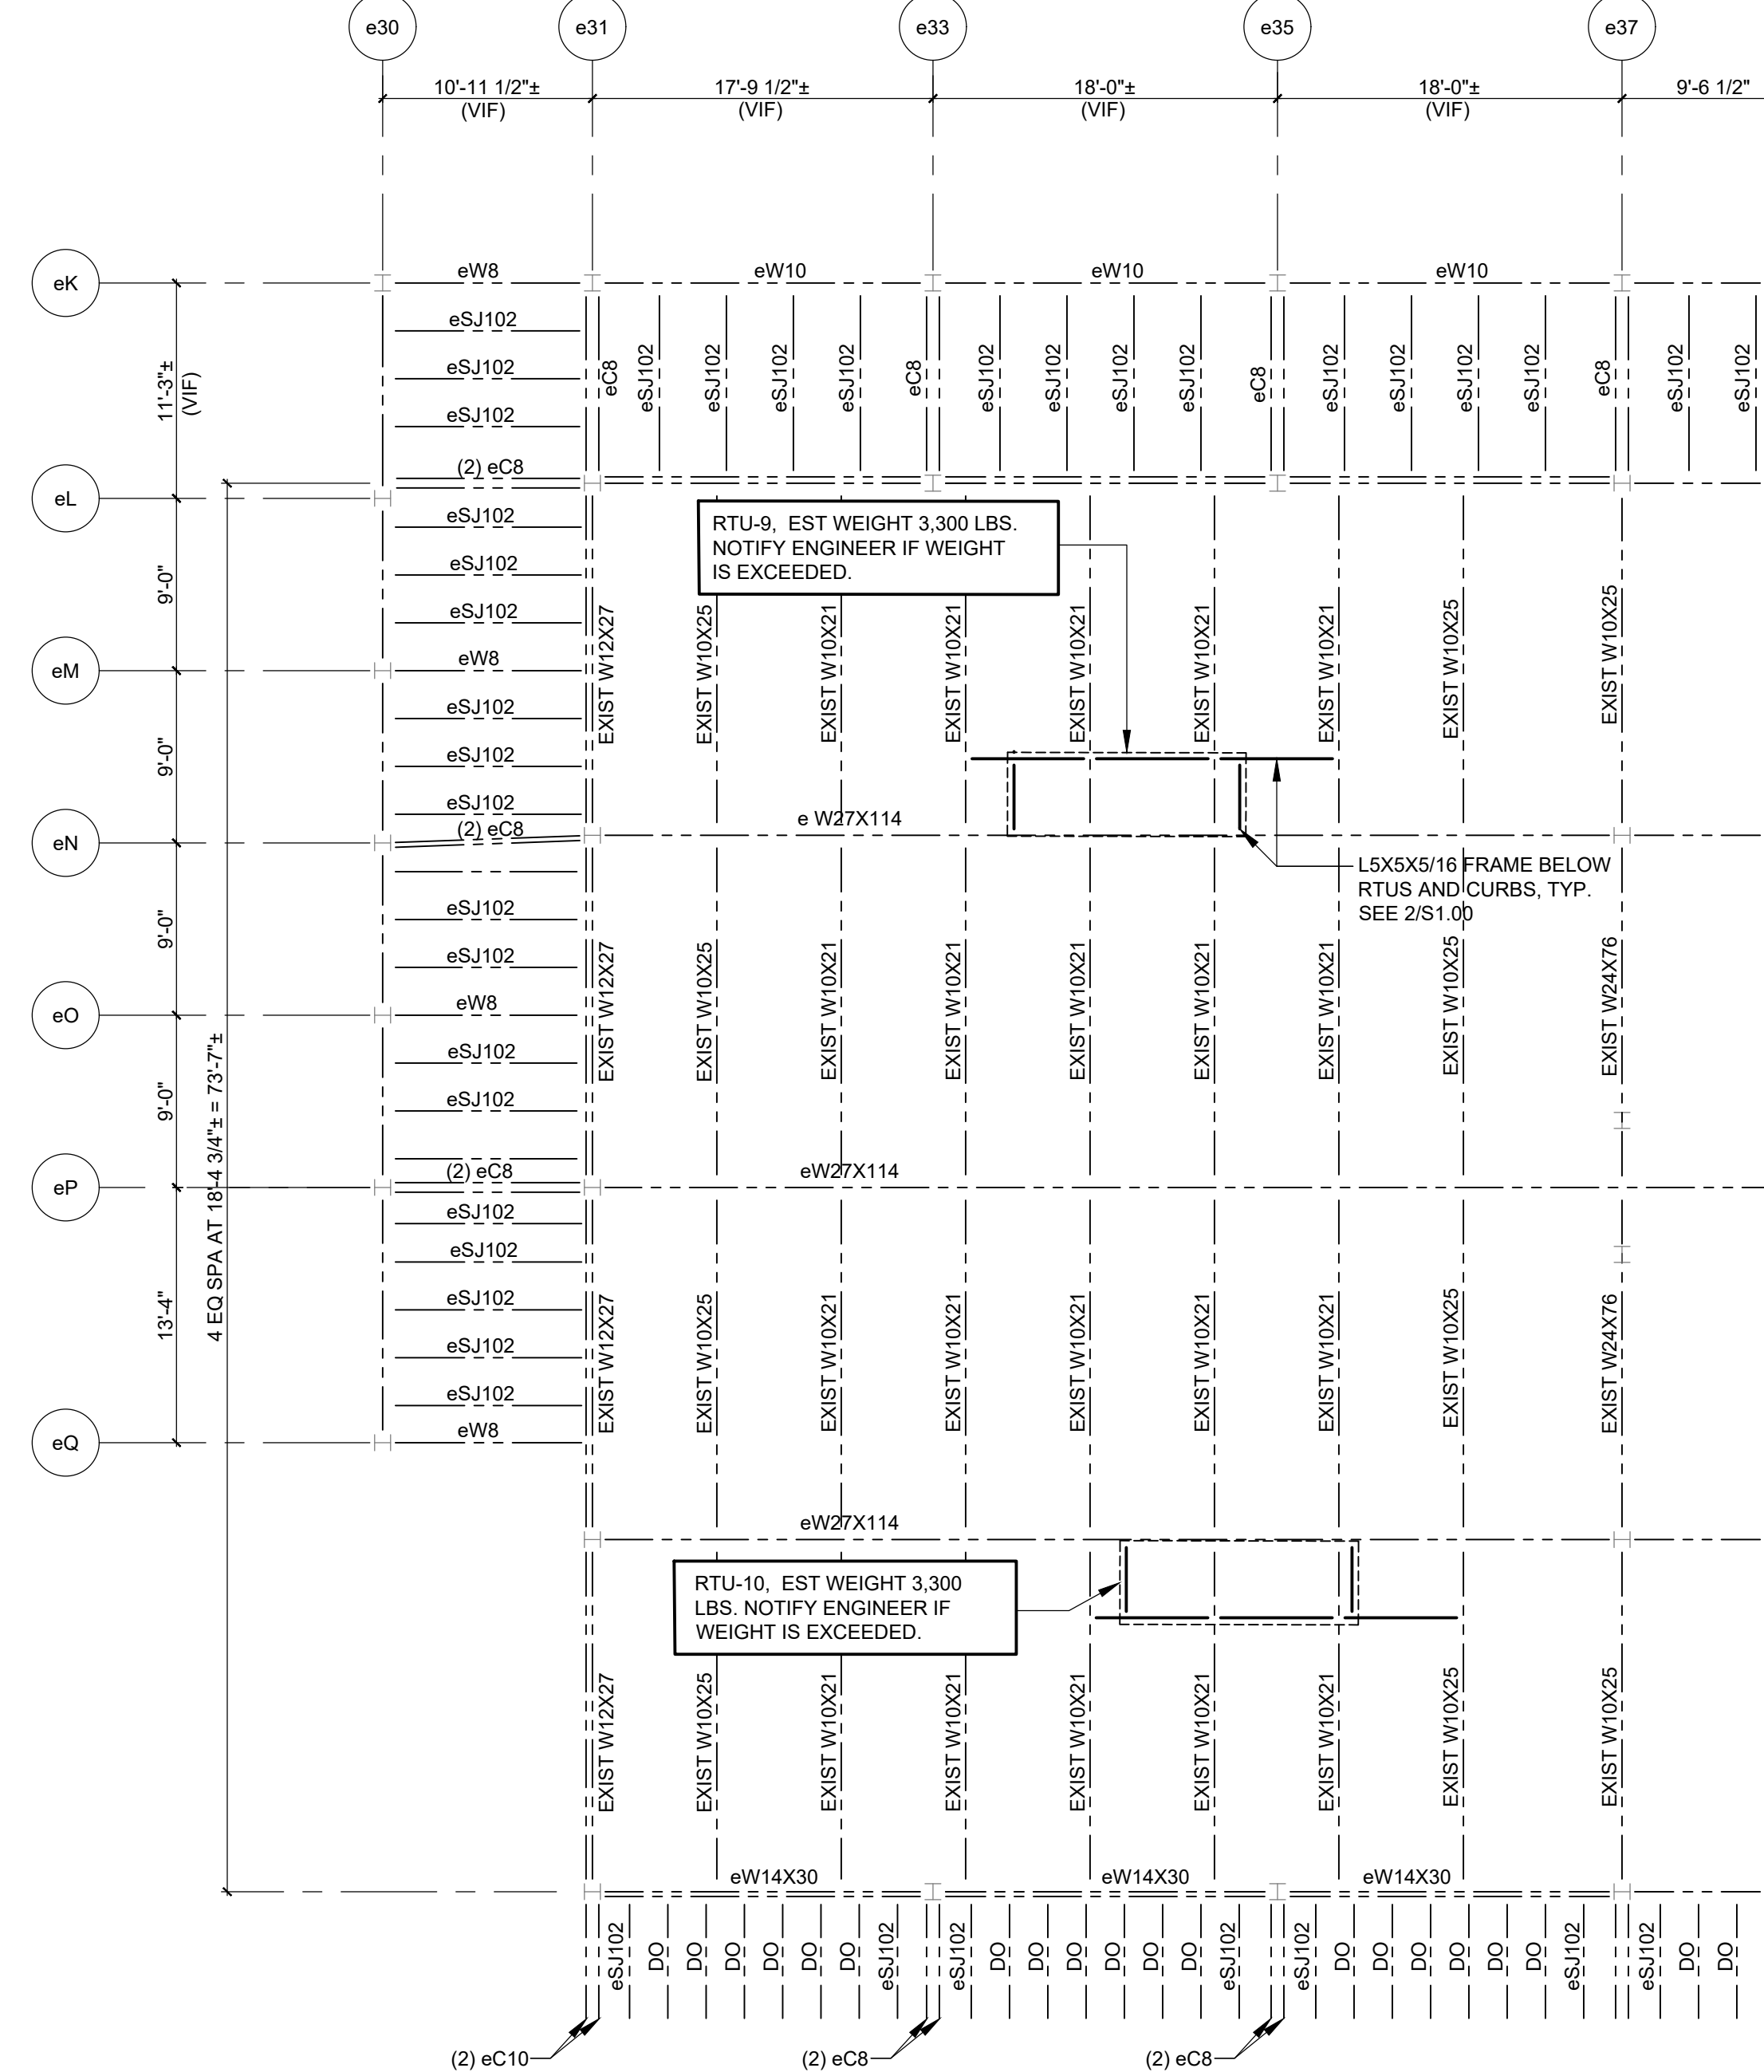 e30
e31
e33
e35
e37
10'-11 1/2"±
(VIF)
17'-9 1/2"±
(VIF)
18'-0"±
(VIF)
18'-0"±
(VIF)
9'-6 1/2"
eK
eW8
eW10
eW10
eW10
11'-3"±
(VIF)
eSJ102
eSJ102
eSJ102
(2) eC8
eC8
eSJ102
eSJ102
eSJ102
eSJ102
eC8
eSJ102
eSJ102
eSJ102
eSJ102
eC8
eSJ102
eSJ102
eSJ102
eSJ102
eC8
eSJ102
eSJ102
eL
RTU-9, EST WEIGHT 3,300 LBS.
NOTIFY ENGINEER IF WEIGHT
IS EXCEEDED.
9'-0"
eSJ102
eSJ102
eSJ102
eM
eW8
EXIST W12X27
EXIST W10X25
EXIST W10X21
EXIST W10X21
EXIST W10X21
EXIST W10X21
EXIST W10X21
EXIST W10X25
EXIST W10X25
9'-0"
eSJ102
eSJ102
eSJ102
(2) eC8
eN
e W27X114
L5X5X5/16 FRAME BELOW
RTUS AND CURBS, TYP.
SEE 2/S1.00
9'-0"
eSJ102
eSJ102
eO
eW8
EXIST W12X27
EXIST W10X25
EXIST W10X21
EXIST W10X21
EXIST W10X21
EXIST W10X21
EXIST W10X21
EXIST W10X25
EXIST W24X76
9'-0"
4 EQ SPA AT 18'-4 3/4"± = 73'-7"±
eSJ102
eSJ102
eP
(2) eC8
eW27X114
13'-4"
eSJ102
eSJ102
eSJ102
eSJ102
eSJ102
eQ
eW8
EXIST W12X27
EXIST W10X25
EXIST W10X21
EXIST W10X21
EXIST W10X21
EXIST W10X21
EXIST W10X21
EXIST W10X25
EXIST W24X76
eW27X114
RTU-10, EST WEIGHT 3,300
LBS. NOTIFY ENGINEER IF
WEIGHT IS EXCEEDED.
EXIST W12X27
EXIST W10X25
EXIST W10X21
EXIST W10X21
EXIST W10X21
EXIST W10X21
EXIST W10X21
EXIST W10X25
EXIST W10X25
eW14X30
eW14X30
eW14X30
eSJ102
DO
DO
DO
DO
DO
DO
eSJ102
eSJ102
DO
DO
DO
DO
DO
DO
eSJ102
eSJ102
DO
DO
DO
DO
DO
DO
eSJ102
eSJ102
DO
DO
(2) eC10
(2) eC8
(2) eC8